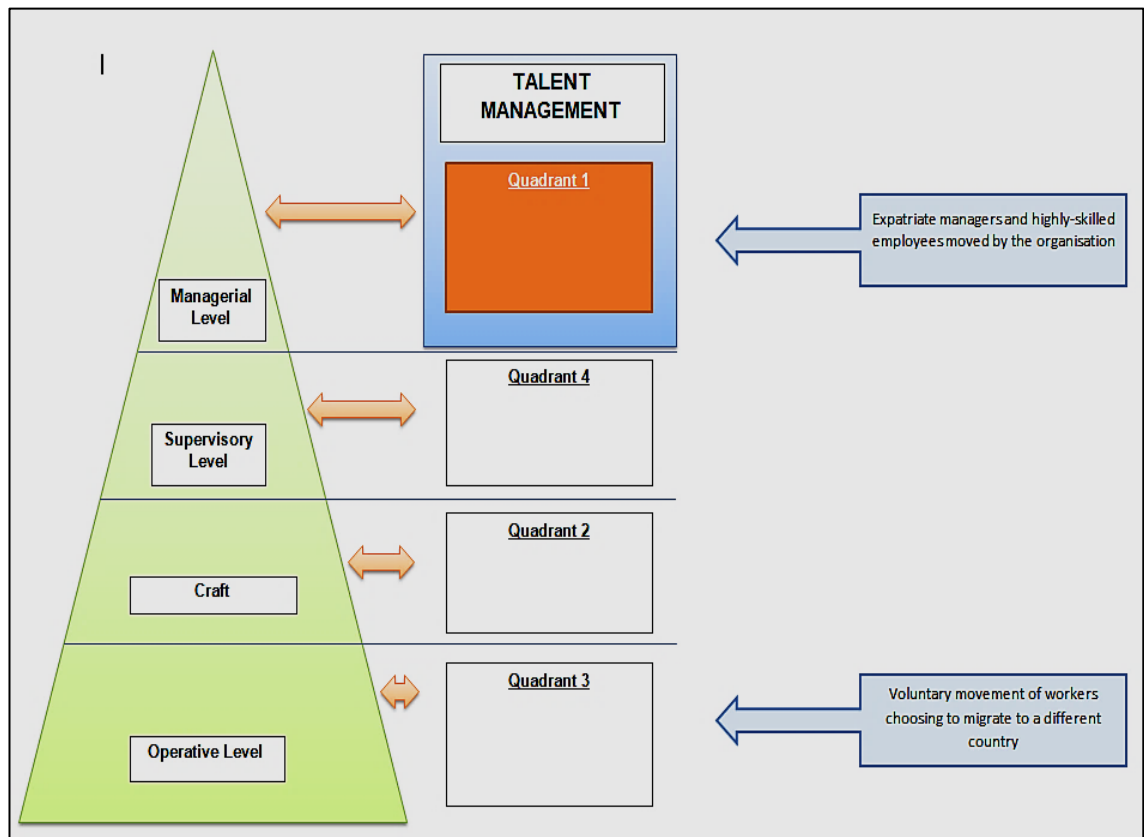 TALENT
MANAGEMENT
Quadrant 1
Expatriate managers and highly-skilled
employees moved by the organisation
Managerial
Level
Quadrant 4
Supervisory
Level
Quadrant 2
Craft
Quadrant 3
Voluntary movement of workers
choosing to migrate to a different
country
Operative Level